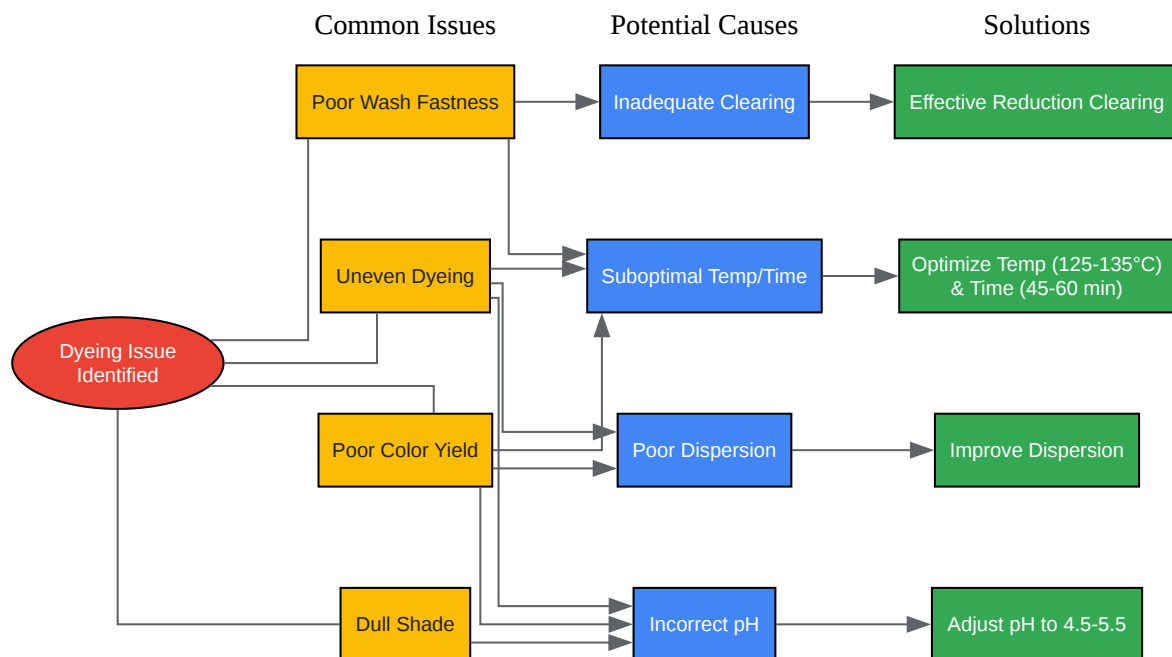 Common Issues
Potential Causes
Solutions
Poor Wash Fastness
Inadequate Clearing
Effective Reduction Clearing
Uneven Dyeing
Suboptimal Temp/Time
Optimize Temp (125-135°C)
& Time (45-60 min)
Dyeing Issue
Identified
Poor Color Yield
Poor Dispersion
Improve Dispersion
Dull Shade
Incorrect pH
Adjust pH to 4.5-5.5